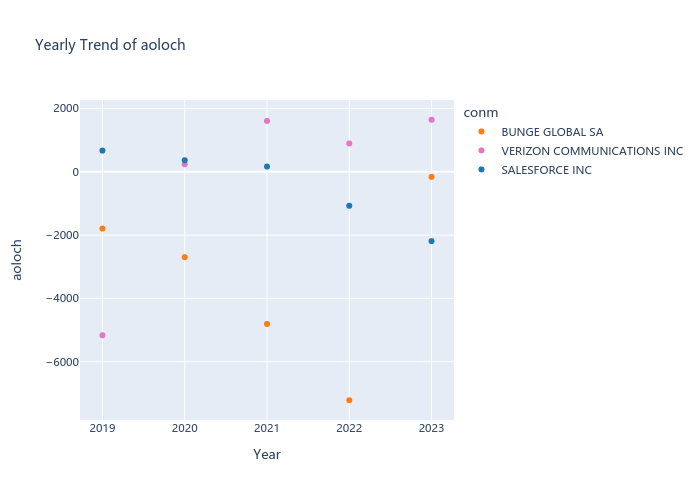 Yearly Trend of aoloch
conm
BUNGE GLOBAL SA
VERIZON COMMUNICATIONS INC
SALESFORCE INC
aoloch
2000
0
−2000
−4000
−6000
2019 2020 2021 2022 2023
Year